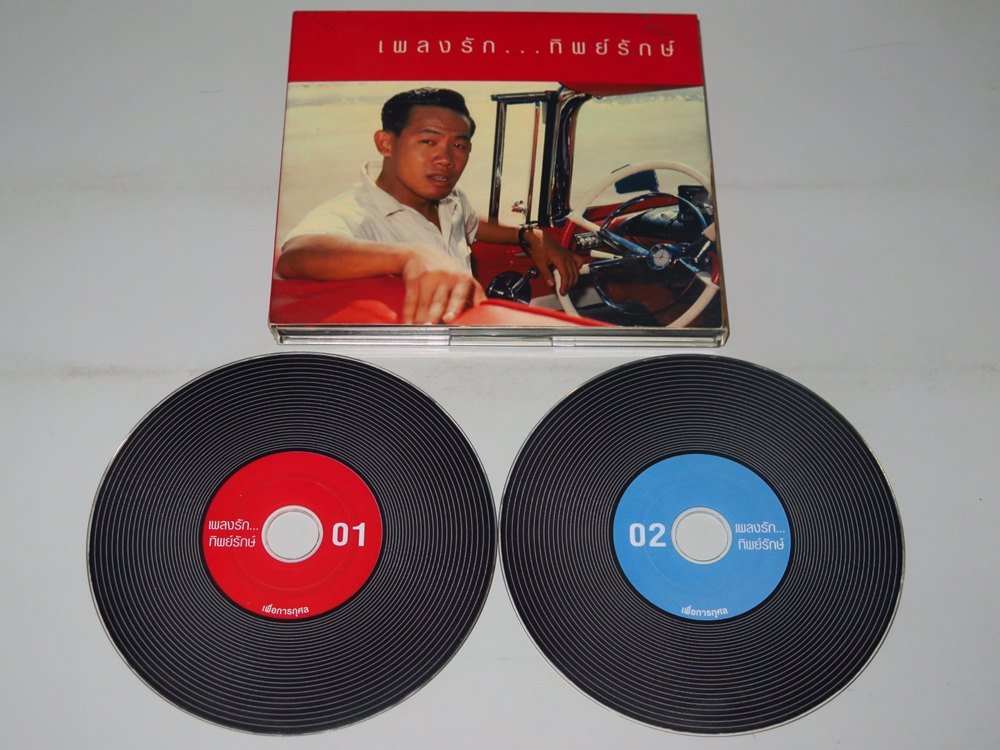 เพลงรัก...ทิพย์รักษ์
เพลงรัก...
ทิพย์รักษ์
01
เพื่อการกุศล
02
เพลงรัก...
ทิพย์รักษ์
เพื่อการกุศล